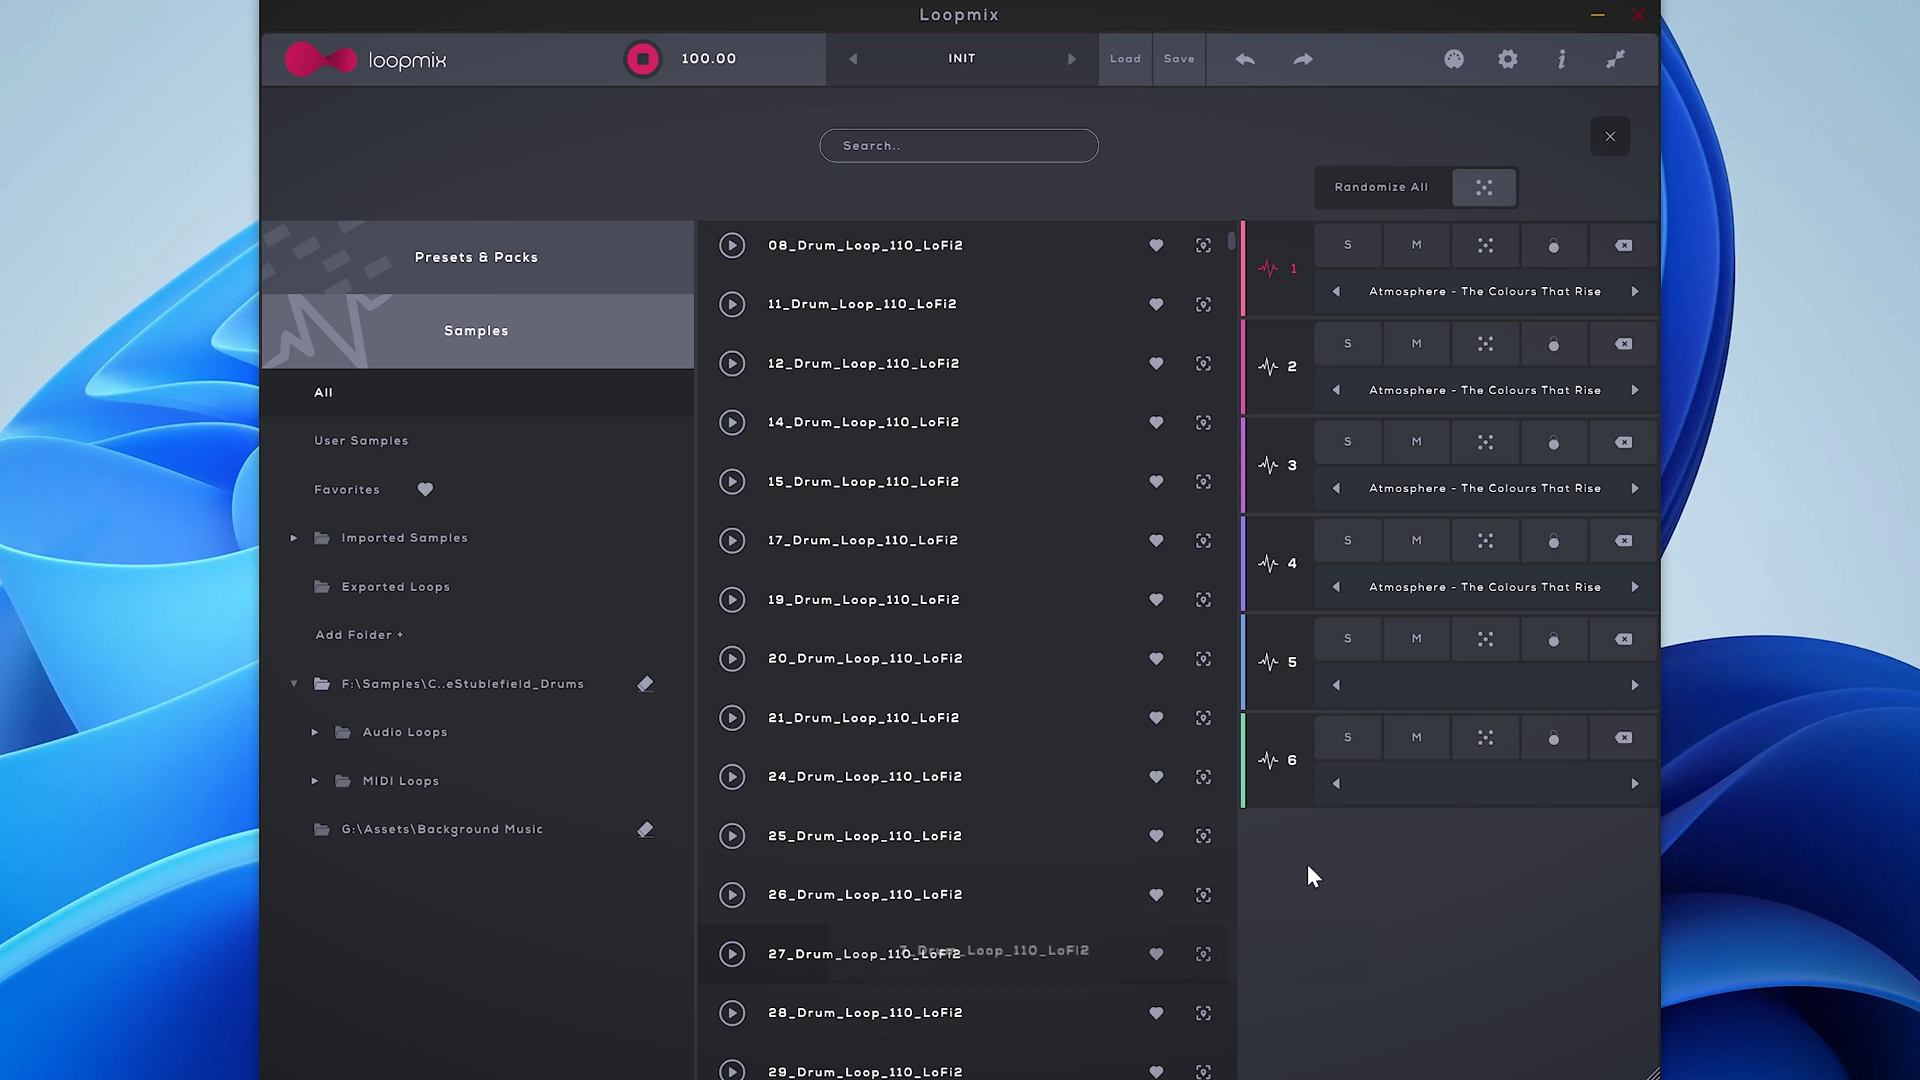 Loopmix
loopmix
100.00
INIT
Load
Save
Search..
Randomize All
Presets & Packs
Samples
All
User Samples
Favorites
Imported Samples
Exported Loops
Add Folder +
F:\Samples\C..eStublefield_Drums
Audio Loops
MIDI Loops
G:\Assets\Background Music
08_Drum_Loop_110_LoFi2
11_Drum_Loop_110_LoFi2
12_Drum_Loop_110_LoFi2
14_Drum_Loop_110_LoFi2
15_Drum_Loop_110_LoFi2
17_Drum_Loop_110_LoFi2
19_Drum_Loop_110_LoFi2
20_Drum_Loop_110_LoFi2
21_Drum_Loop_110_LoFi2
24_Drum_Loop_110_LoFi2
25_Drum_Loop_110_LoFi2
26_Drum_Loop_110_LoFi2
27_Drum_Loop_110_LoFi2
7_Drum_Loop_110_LoFi2
28_Drum_Loop_110_LoFi2
29_Drum_Loop_110_LoFi2
1
S M
Atmosphere - The Colours That Rise
2
S M
Atmosphere - The Colours That Rise
3
S M
Atmosphere - The Colours That Rise
4
S M
Atmosphere - The Colours That Rise
5
S M
6
S M